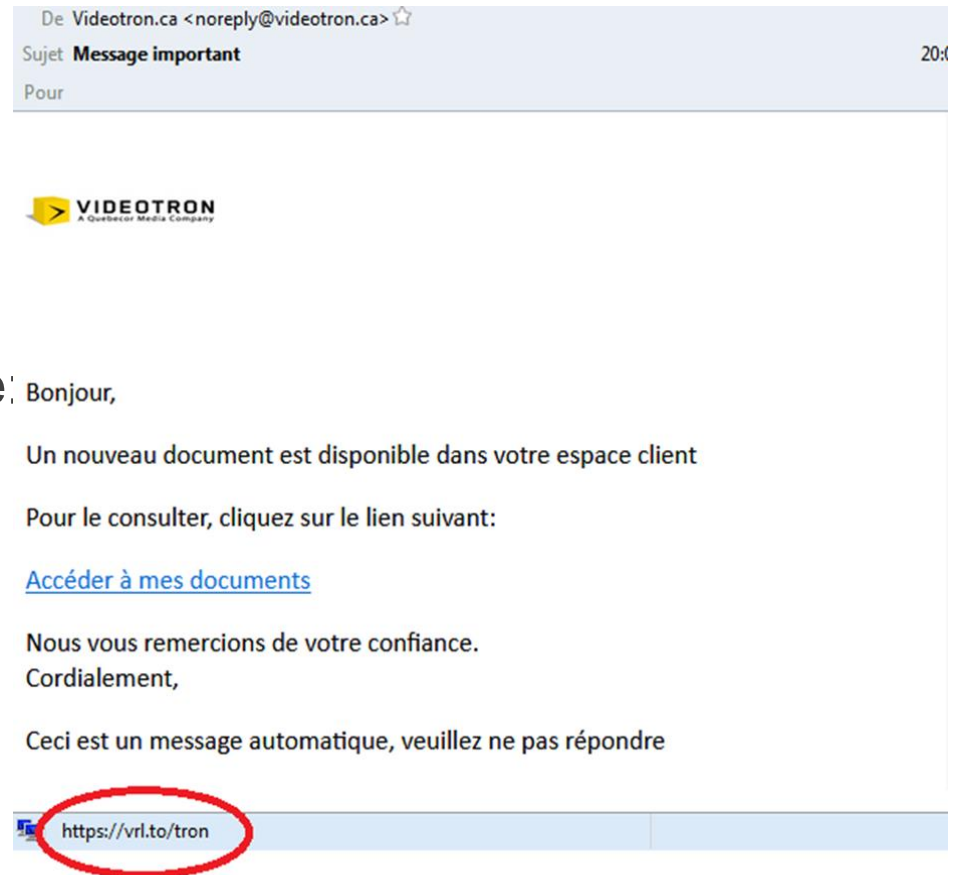 De Videotron.ca <noreply@videotron.ca>
Sujet Message important 20:0
Pour
VIDEOTRON
A Quebecor Media Company
e:
Bonjour,
Un nouveau document est disponible dans votre espace client
Pour le consulter, cliquez sur le lien suivant:
Accéder à mes documents
Nous vous remercions de votre confiance.
Cordialement,
Ceci est un message automatique, veuillez ne pas répondre
https://vrl.to/tron